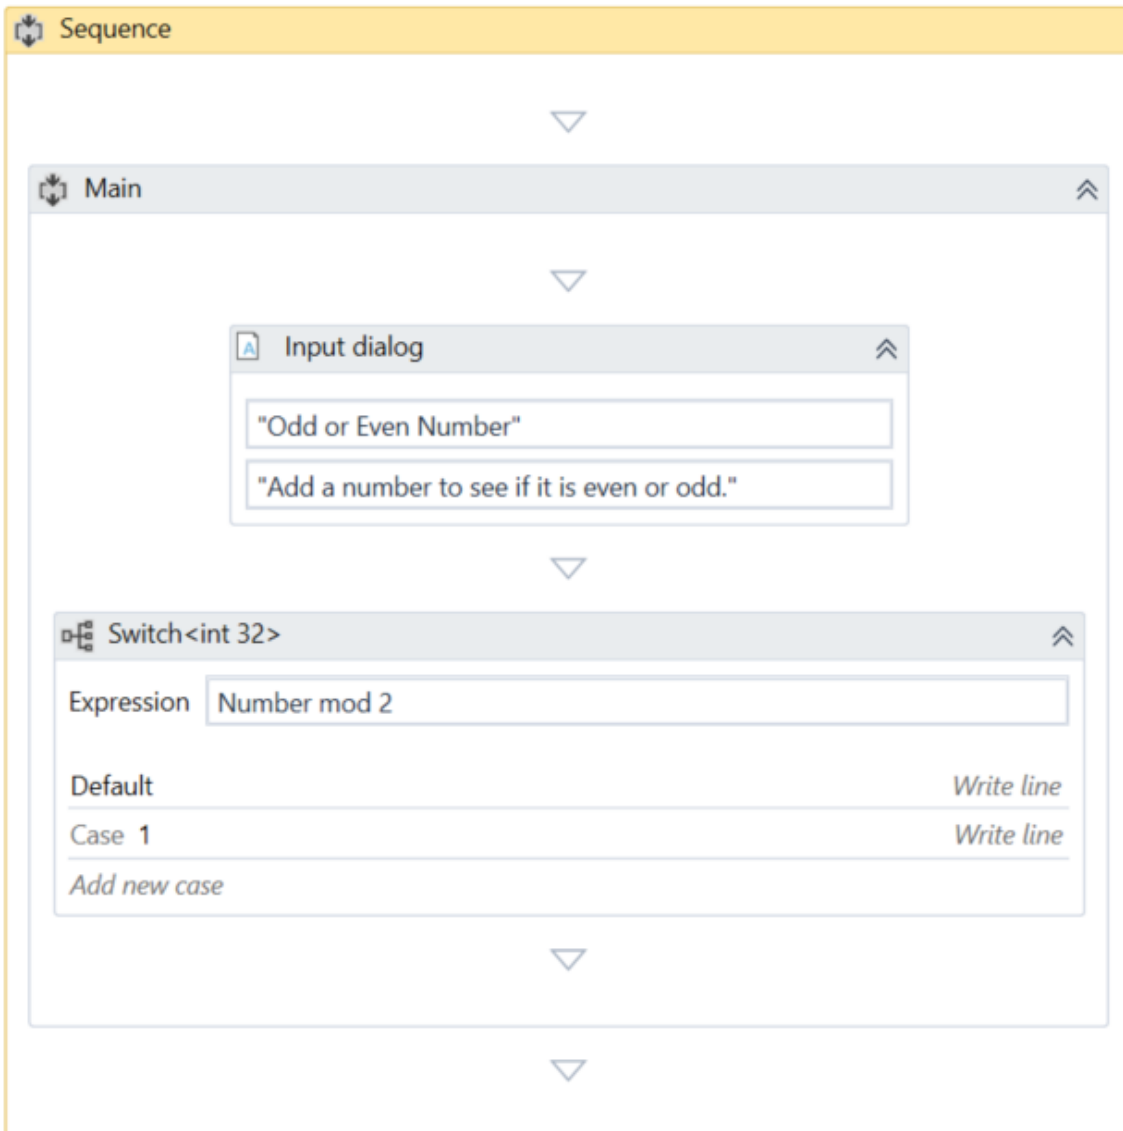 Sequence
Main
Input dialog
"Odd or Even Number"
"Add a number to see if it is even or odd."
Switch<int 32>
Expression Number mod 2
Default Write line
Case 1 Write line
Add new case